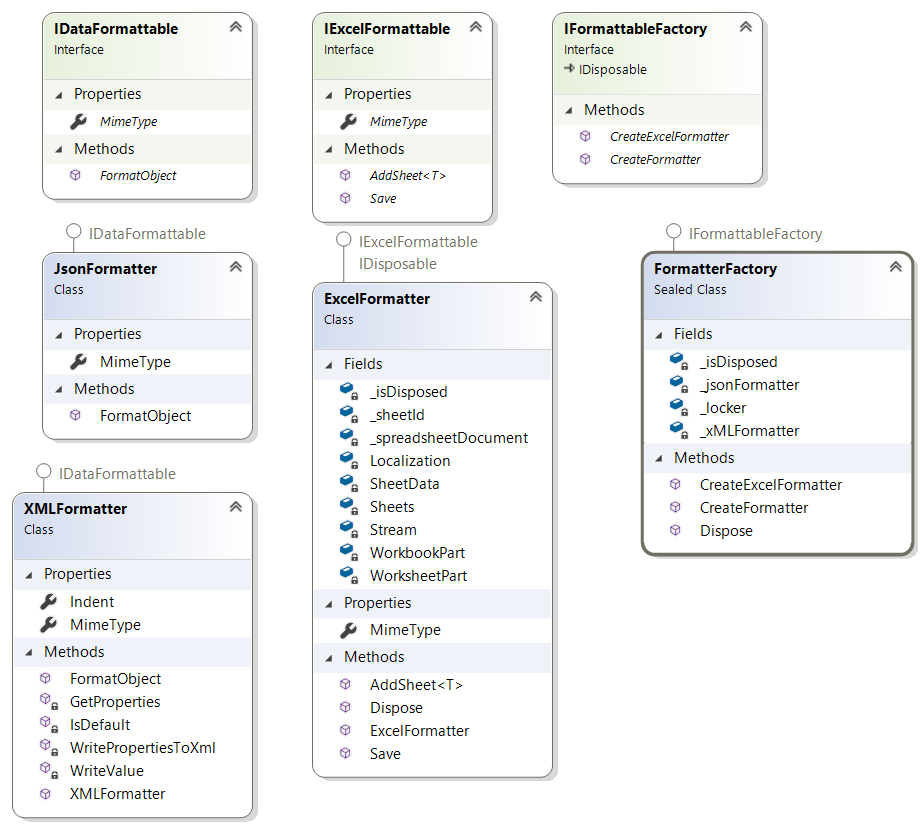 IDataFormattable
Interface
Properties
MimeType
Methods
FormatObject
IExcelFormattable
Interface
Properties
MimeType
Methods
AddSheet<T>
Save
IFormattableFactory
Interface
IDisposable
Methods
CreateExcelFormatter
CreateFormatter
IDataFormattable
JsonFormatter
Class
Properties
MimeType
Methods
FormatObject
IDataFormattable
XMLFormatter
Class
Properties
Indent
MimeType
Methods
FormatObject
GetProperties
IsDefault
WritePropertiesToXml
WriteValue
XMLFormatter
IExcelFormattable
IDisposable
ExcelFormatter
Class
Fields
_isDisposed
_sheetId
_spreadsheetDocument
Localization
SheetData
Sheets
Stream
WorkbookPart
WorksheetPart
Properties
MimeType
Methods
AddSheet<T>
Dispose
ExcelFormatter
Save
IFormattableFactory
FormatterFactory
Sealed Class
Fields
_isDisposed
_jsonFormatter
_locker
_xMLFormatter
Methods
CreateExcelFormatter
CreateFormatter
Dispose